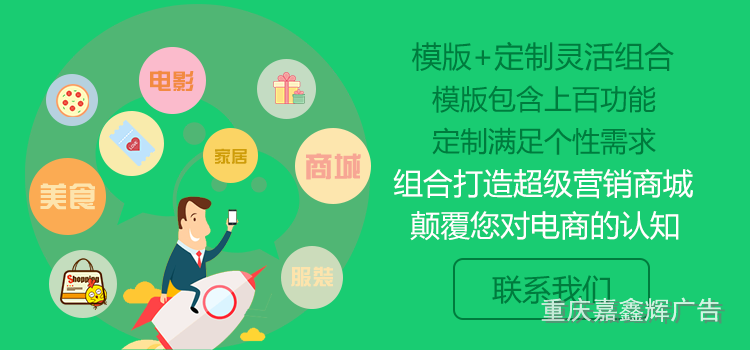 电影
家居
商城
美食
Shopping
服装
模版+定制灵活组合
模版包含上百功能
定制满足个性需求
组合打造超级营销商城
颠覆您对电商的认知
联系我们
重庆嘉鑫辉广告